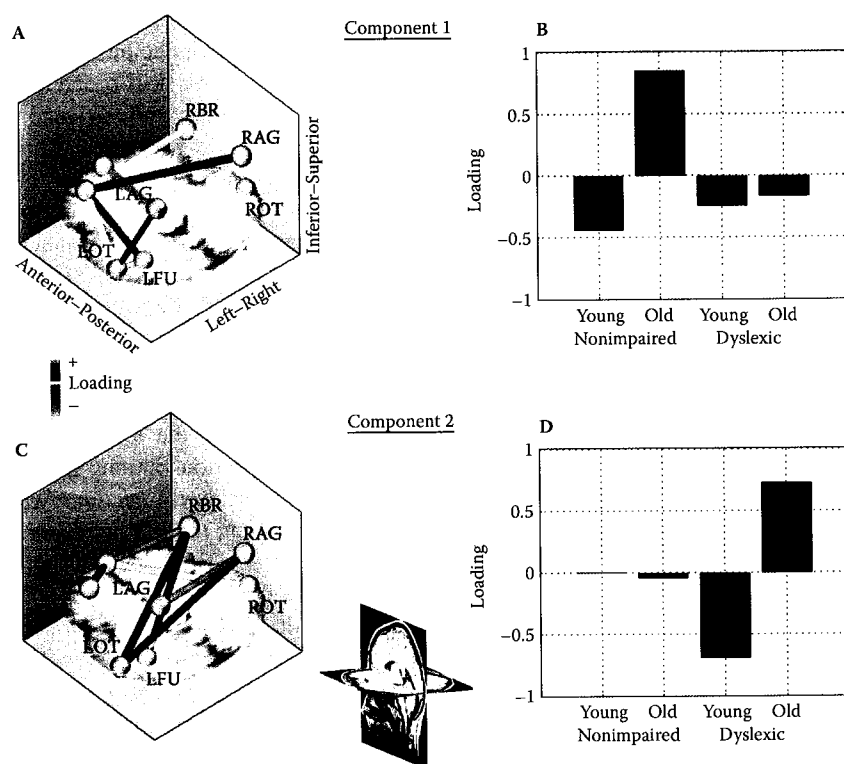 A
Component 1
RBR
RAG
LAG
ROT
LOT
LFU
Anterior–Posterior
Left–Right
Inferior–Superior
+
Loading
–
B
1
0.5
0
−0.5
−1
Loading
Young Old Young Old
Nonimpaired Dyslexic
C
Component 2
RBR
RAG
LAG
ROT
LOT
LFU
D
1
0.5
0
−0.5
−1
Loading
Young Old Young Old
Nonimpaired Dyslexic